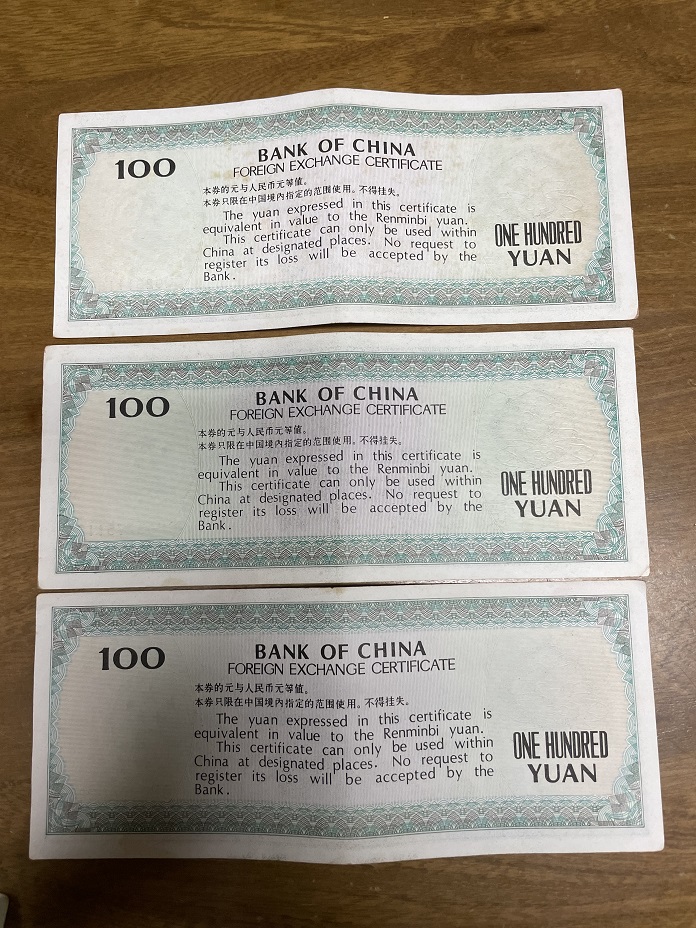 100
BANK OF CHINA
FOREIGN EXCHANGE CERTIFICATE
本券的元与人民币元等值。
本券只限在中国境内指定的范围使用。不得挂失。
The yuan expressed in this certificate is
equivalent in value to the Renminbi yuan.
This certificate can only be used within
China at designated places. No request to
register its loss will be accepted by the
Bank.
ONE HUNDRED
YUAN
100
BANK OF CHINA
FOREIGN EXCHANGE CERTIFICATE
本券的元与人民币元等值。
本券只限在中国境内指定的范围使用。不得挂失。
The yuan expressed in this certificate is
equivalent in value to the Renminbi yuan.
This certificate can only be used within
China at designated places. No request to
register its loss will be accepted by the
Bank.
ONE HUNDRED
YUAN
100
BANK OF CHINA
FOREIGN EXCHANGE CERTIFICATE
本券的元与人民币元等值。
本券只限在中国境内指定的范围使用。不得挂失。
The yuan expressed in this certificate is
equivalent in value to the Renminbi yuan.
This certificate can only be used within
China at designated places. No request to
register its loss will be accepted by the
Bank.
ONE HUNDRED
YUAN